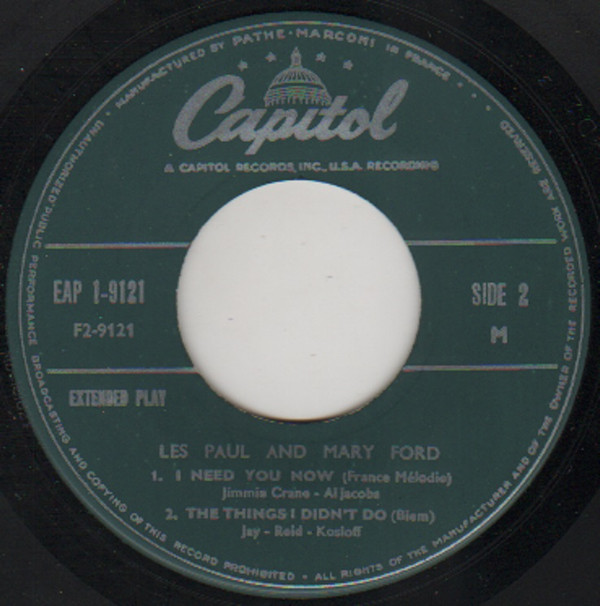 MANUFACTURED BY PATHE • MARCONI IN FRANCE
Capitol
A CAPITOL RECORDS, INC., U.S.A. RECORDING
EAP 1-9121
SIDE 2
F2-9121
M
EXTENDED PLAY
LES PAUL AND MARY FORD
1. I NEED YOU NOW (France Mélodie)
Jimmie Crane - Al Jacobs
2. THE THINGS I DIDN'T DO (Biem)
Jay - Reid - Kosloff
UNAUTHORIZED PUBLIC PERFORMANCE BROADCASTING AND COPYING OF THIS RECORD PROHIBITED • ALL RIGHTS OF THE MANUFACTURER AND OF THE OWNER OF THE RECORDED WORK ARE RESERVED